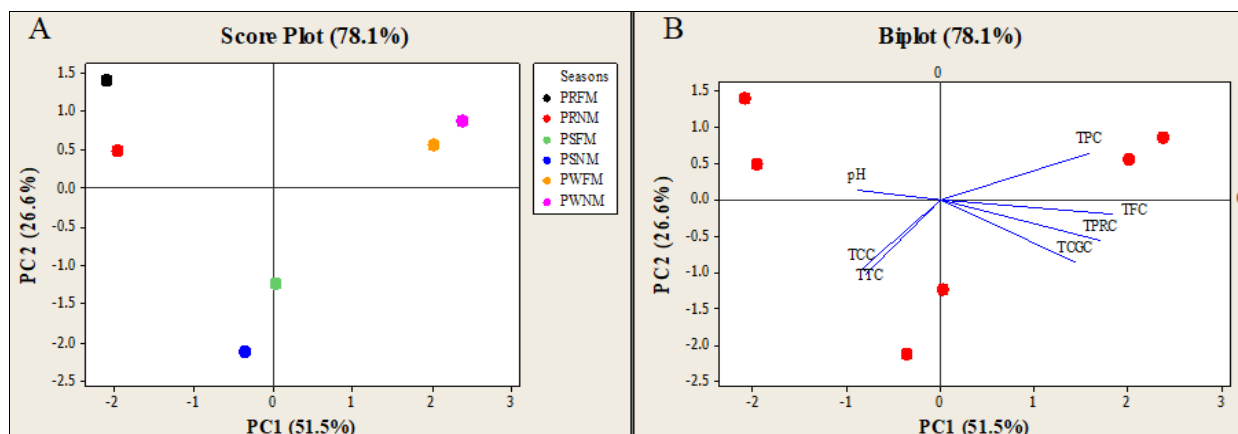 A
Score Plot (78.1%)
PC2 (26.6%)
1.5
1.0
0.5
0.0
-0.5
-1.0
-1.5
-2.0
-2.5
-2
-1
0
1
2
3
PC1 (51.5%)
Seasons
PRFM
PRNM
PSFM
PSNM
PWFM
PWNM
B
Biplot (78.1%)
0
PC2 (26.6%)
1.5
1.0
0.5
0.0
-0.5
-1.0
-1.5
-2.0
-2.5
TPC
pH
TFC
TPRC
TCGC
TCC
TTC
-2
-1
0
1
2
3
PC1 (51.5%)